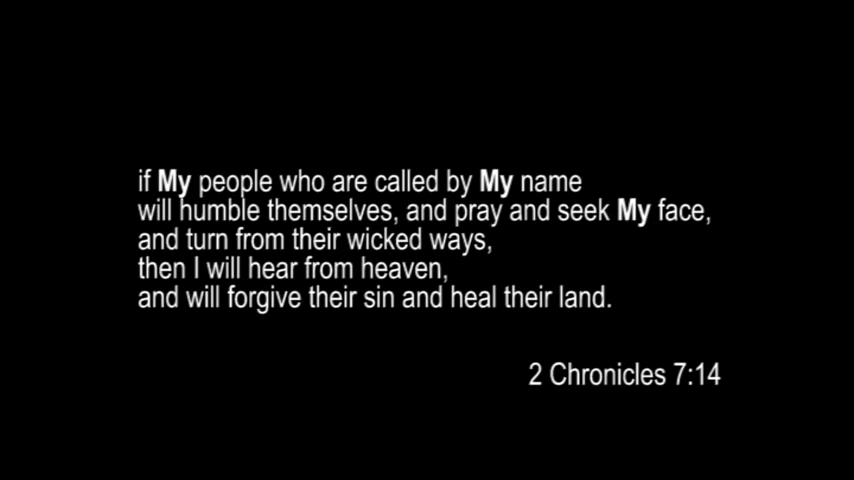 if My people who are called by My name
will humble themselves, and pray and seek My face,
and turn from their wicked ways,
then I will hear from heaven,
and will forgive their sin and heal their land.
2 Chronicles 7:14